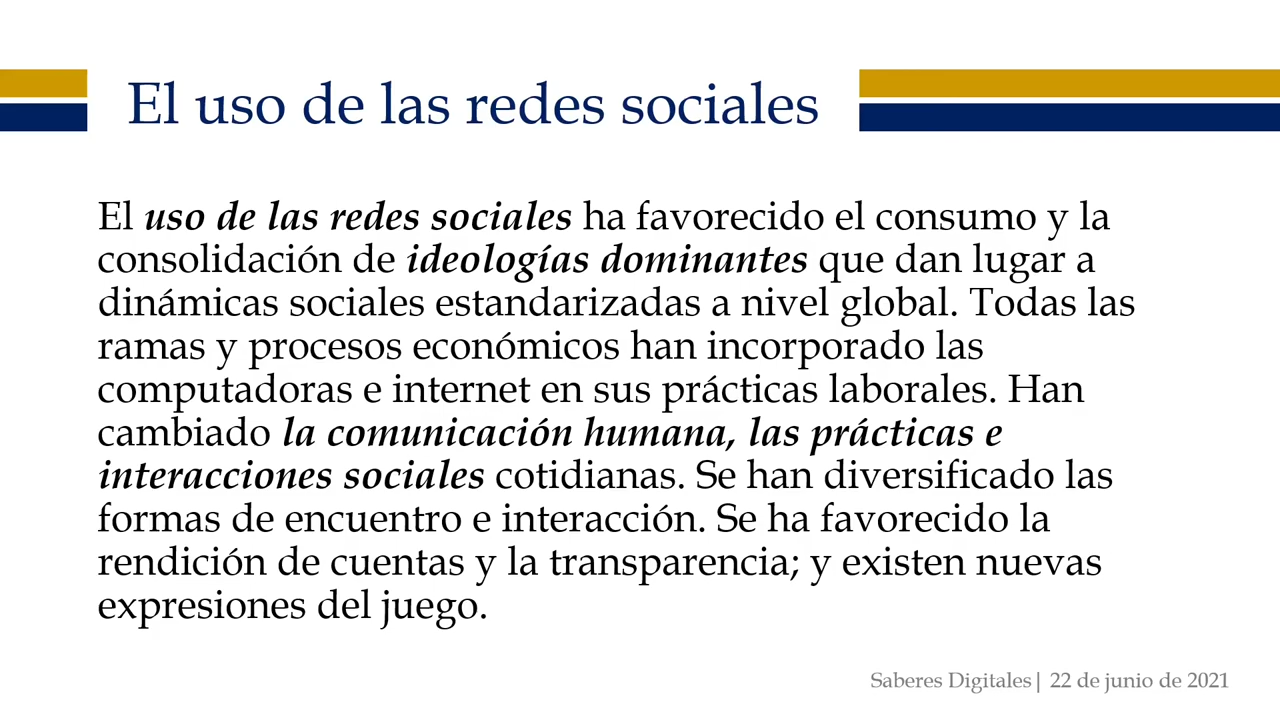 El uso de las redes sociales
El uso de las redes sociales ha favorecido el consumo y la
consolidación de ideologías dominantes que dan lugar a
dinámicas sociales estandarizadas a nivel global. Todas las
ramas y procesos económicos han incorporado las
computadoras e internet en sus prácticas laborales. Han
cambiado la comunicación humana, las prácticas e
interacciones sociales cotidianas. Se han diversificado las
formas de encuentro e interacción. Se ha favorecido la
rendición de cuentas y la transparencia; y existen nuevas
expresiones del juego.
Saberes Digitales| 22 de junio de 2021